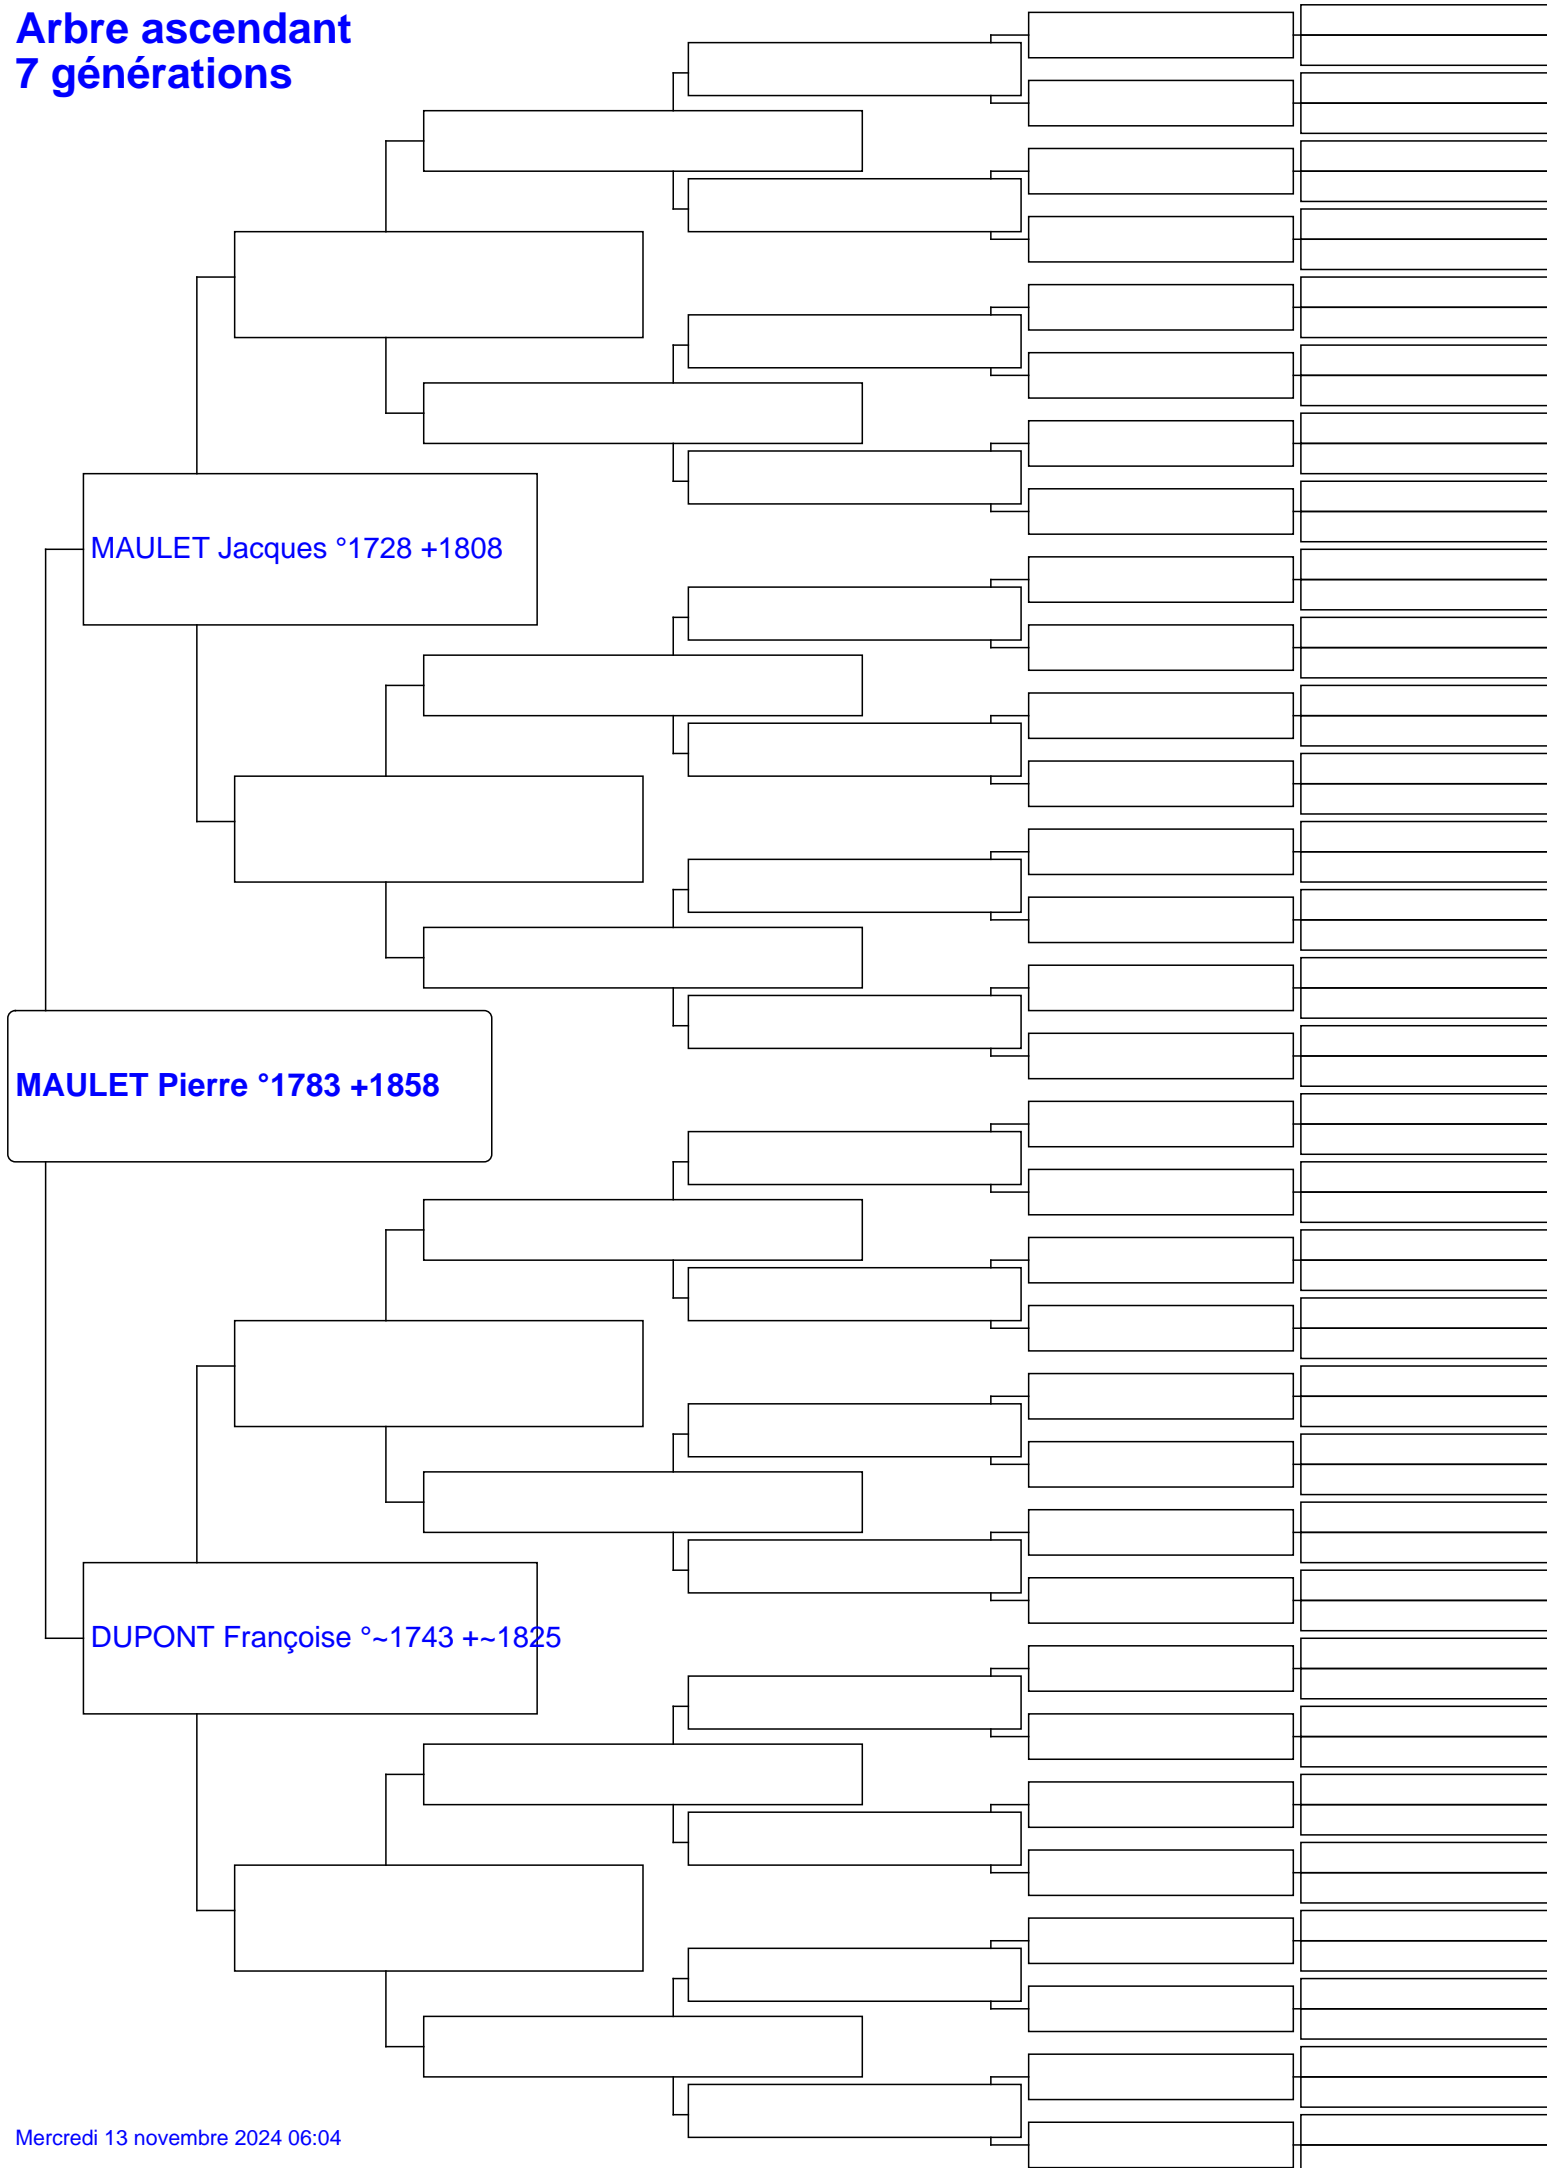 Arbre ascendant
7 générations
MAULET Jacques °1728 +1808
MAULET Pierre °1783 +1858
DUPONT Françoise °~1743 +~1825
Mercredi 13 novembre 2024 06:04